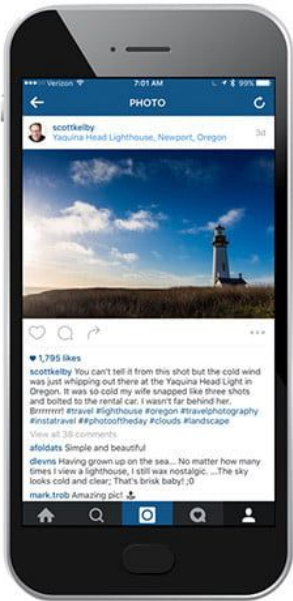 Verizon 7:01 AM 99%
PHOTO
scottkelby 3d
Yaquina Head Lighthouse, Newport, Oregon
1,795 likes
scottkelby You can't tell it from this shot but the cold wind
was just whipping out there at the Yaquina Head Light in
Oregon. It was so cold my wife snapped like three shots
and bolted to the rental car. I wasn't far behind her.
Brrrrrrr! #travel #lighthouse #oregon #travelphotography
#instatravel ##photooftheday #clouds #landscape
View all 38 comments
afoldats Simple and beautiful
dlevns Having grown up on the sea... No matter how many
times I view a lighthouse, I still wax nostalgic. ...The sky
looks cold and clear; That's brisk baby! ;0
mark.trob Amazing pic!